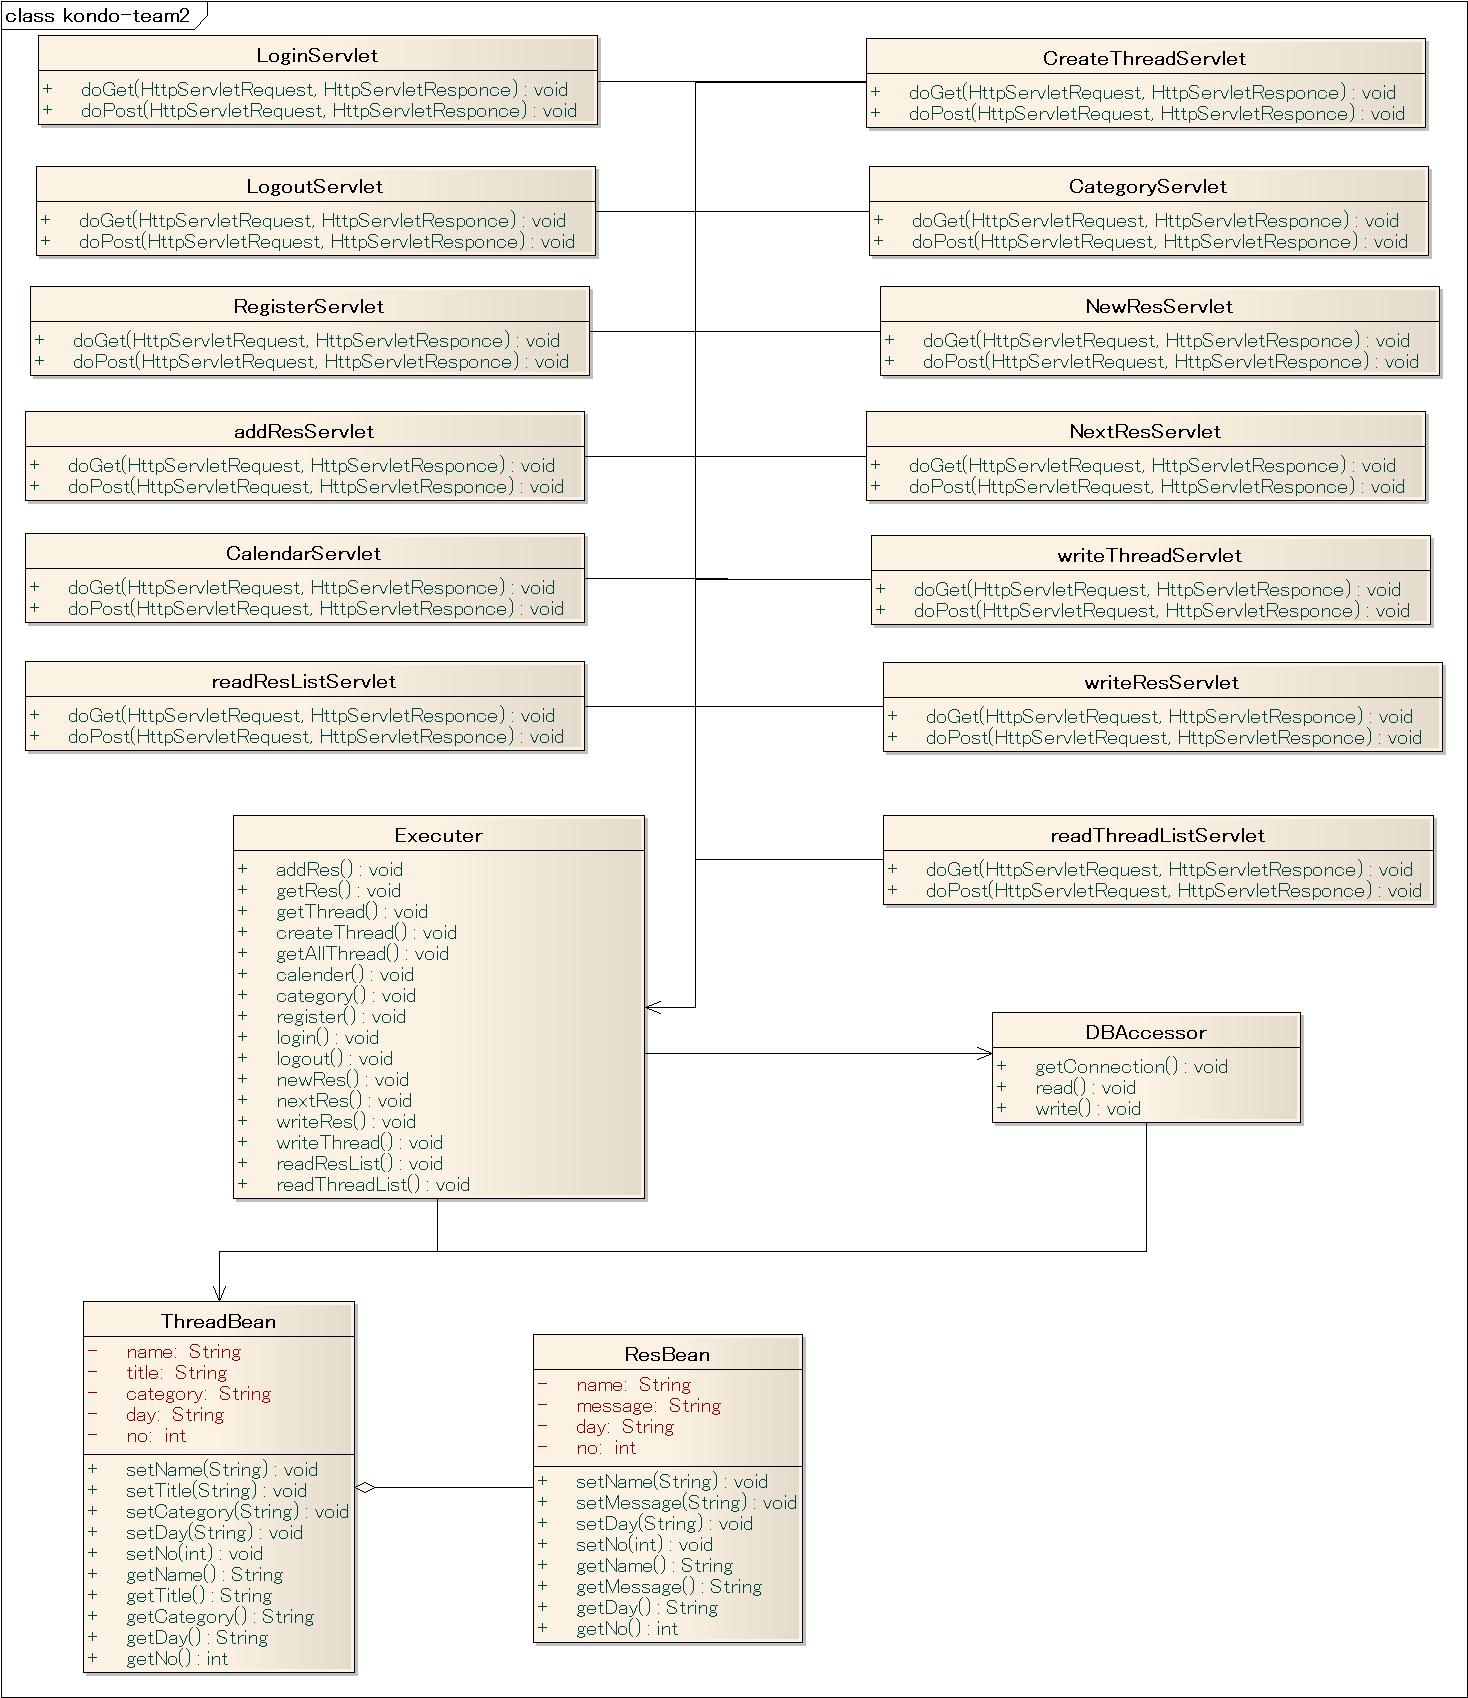 class kondo-team2
LoginServlet
+ doGet(HttpServletRequest, HttpServletResponce) : void
+ doPost(HttpServletRequest, HttpServletResponce) : void
CreateThreadServlet
+ doGet(HttpServletRequest, HttpServletResponce) : void
+ doPost(HttpServletRequest, HttpServletResponce) : void
LogoutServlet
+ doGet(HttpServletRequest, HttpServletResponce) : void
+ doPost(HttpServletRequest, HttpServletResponce) : void
CategoryServlet
+ doGet(HttpServletRequest, HttpServletResponce) : void
+ doPost(HttpServletRequest, HttpServletResponce) : void
RegisterServlet
+ doGet(HttpServletRequest, HttpServletResponce) : void
+ doPost(HttpServletRequest, HttpServletResponce) : void
NewResServlet
+ doGet(HttpServletRequest, HttpServletResponce) : void
+ doPost(HttpServletRequest, HttpServletResponce) : void
addResServlet
+ doGet(HttpServletRequest, HttpServletResponce) : void
+ doPost(HttpServletRequest, HttpServletResponce) : void
NextResServlet
+ doGet(HttpServletRequest, HttpServletResponce) : void
+ doPost(HttpServletRequest, HttpServletResponce) : void
CalendarServlet
+ doGet(HttpServletRequest, HttpServletResponce) : void
+ doPost(HttpServletRequest, HttpServletResponce) : void
writeThreadServlet
+ doGet(HttpServletRequest, HttpServletResponce) : void
+ doPost(HttpServletRequest, HttpServletResponce) : void
readResListServlet
+ doGet(HttpServletRequest, HttpServletResponce) : void
+ doPost(HttpServletRequest, HttpServletResponce) : void
writeResServlet
+ doGet(HttpServletRequest, HttpServletResponce) : void
+ doPost(HttpServletRequest, HttpServletResponce) : void
Executer
+ addRes() : void
+ getRes() : void
+ getThread() : void
+ createThread() : void
+ getAllThread() : void
+ calender() : void
+ category() : void
+ register() : void
+ login() : void
+ logout() : void
+ newRes() : void
+ nextRes() : void
+ writeRes() : void
+ writeThread() : void
+ readResList() : void
+ readThreadList() : void
readThreadListServlet
+ doGet(HttpServletRequest, HttpServletResponce) : void
+ doPost(HttpServletRequest, HttpServletResponce) : void
DBAccessor
+ getConnection() : void
+ read() : void
+ write() : void
ThreadBean
- name: String
- title: String
- category: String
- day: String
- no: int
+ setName(String) : void
+ setTitle(String) : void
+ setCategory(String) : void
+ setDay(String) : void
+ setNo(int) : void
+ getName() : String
+ getTitle() : String
+ getCategory() : String
+ getDay() : String
+ getNo() : int
ResBean
- name: String
- message: String
- day: String
- no: int
+ setName(String) : void
+ setMessage(String) : void
+ setDay(String) : void
+ setNo(int) : void
+ getName() : String
+ getMessage() : String
+ getDay() : String
+ getNo() : int